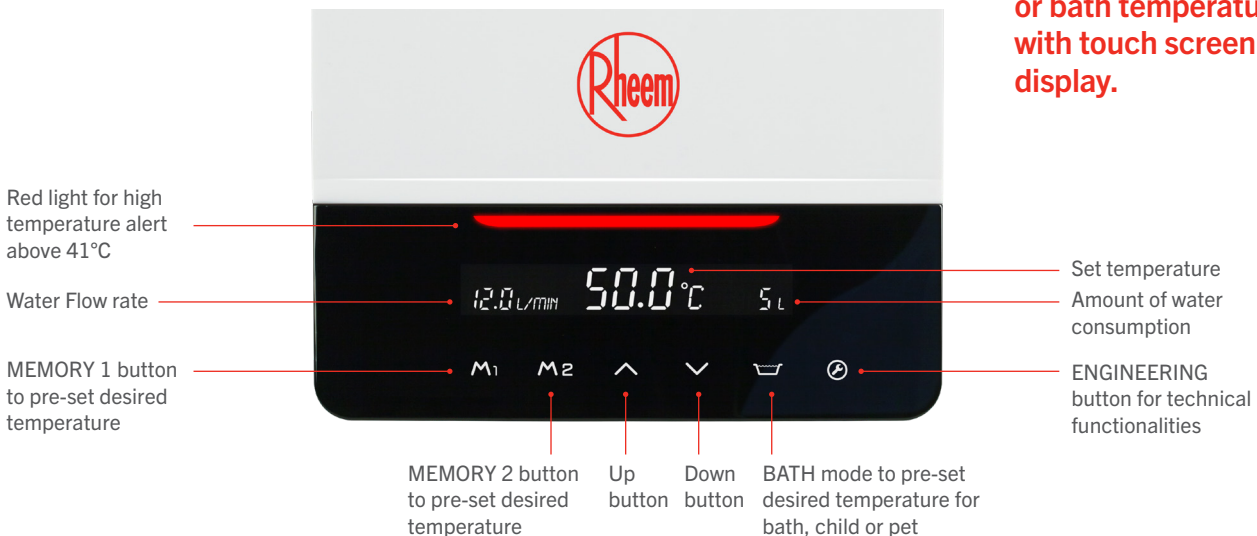 or bath temperatu
with touch screen
display.
Rheem
Red light for high
temperature alert
above 41°C
Water Flow rate
MEMORY 1 button
to pre-set desired
temperature
12.0 L/MIN 50.0°C 5 L
M1 M2
Set temperature
Amount of water
consumption
ENGINEERING
button for technical
functionalities
MEMORY 2 button
to pre-set desired
temperature
Up
button
Down
button
BATH mode to pre-set
desired temperature for
bath, child or pet